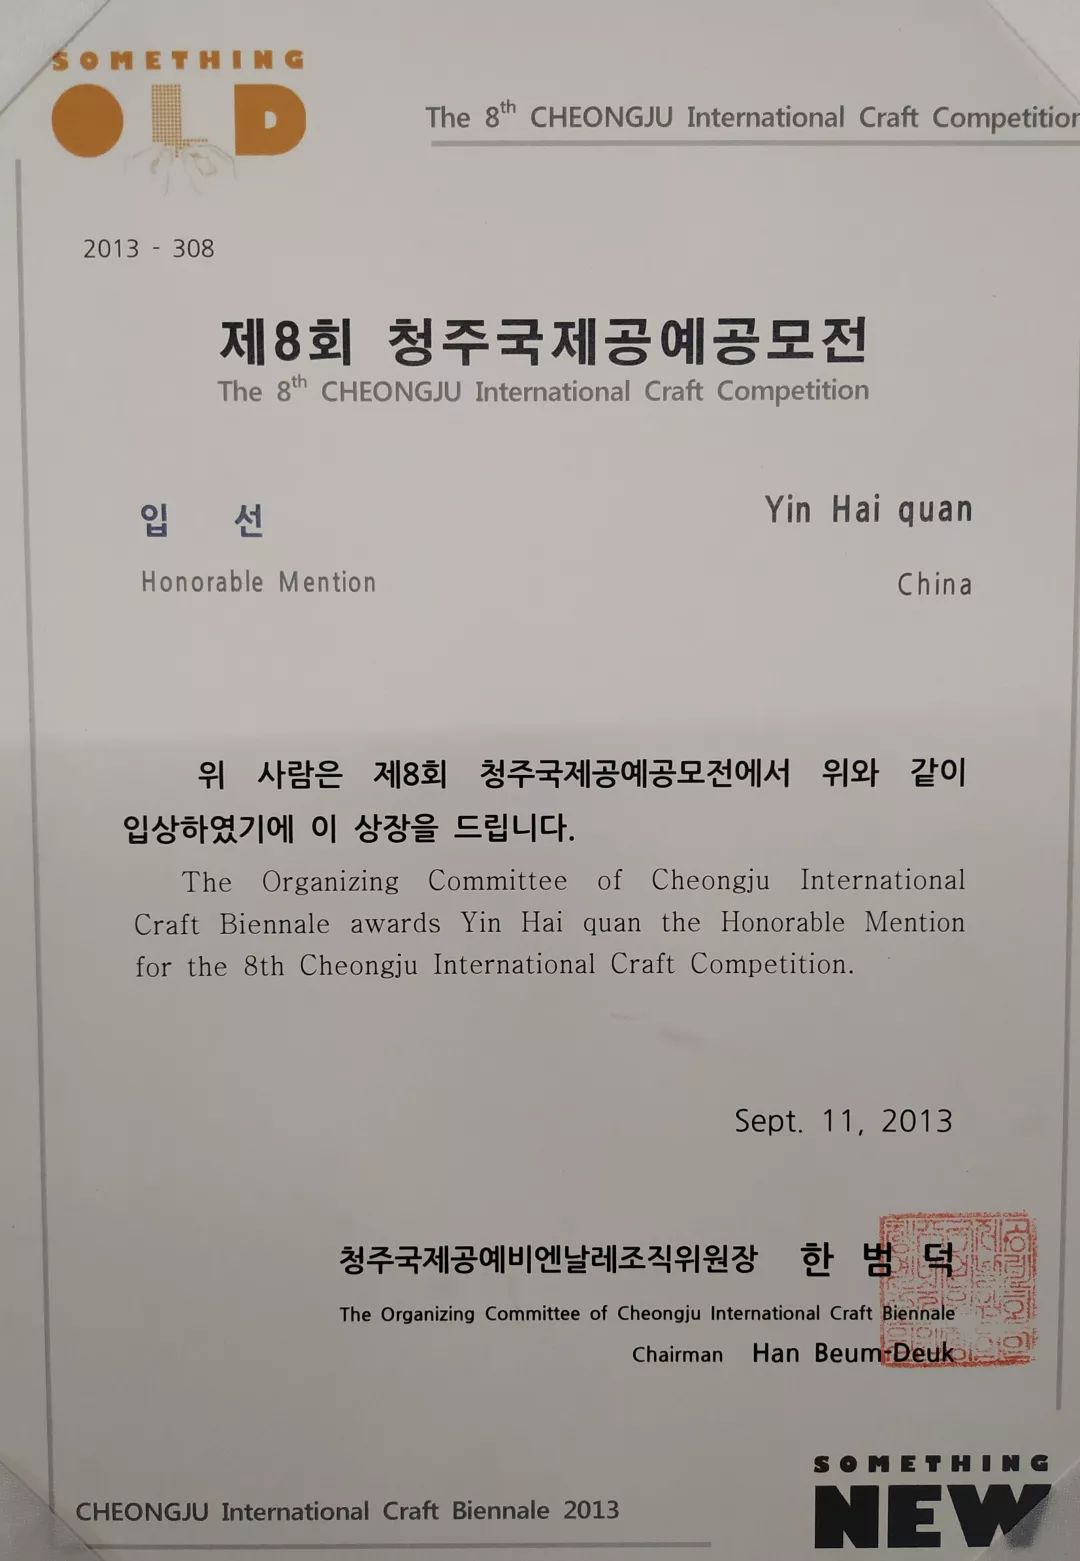 SOMETHING
OLD
The 8th CHEONGJU International Craft Competition
2013 - 308
제8회 청주국제공예공모전
The 8th CHEONGJU International Craft Competition
입 선
Yin Hai quan
Honorable Mention
China
위 사람은 제8회 청주국제공예공모전에서 위와 같이
입상하였기에 이 상장을 드립니다.
The Organizing Committee of Cheongju International
Craft Biennale awards Yin Hai quan the Honorable Mention
for the 8th Cheongju International Craft Competition.
Sept. 11, 2013
청주국제공예비엔날레조직위원장 한 범 덕
The Organizing Committee of Cheongju International Craft Biennale
Chairman Han Beum-Deuk
SOMETHING
NEW
CHEONGJU International Craft Biennale 2013